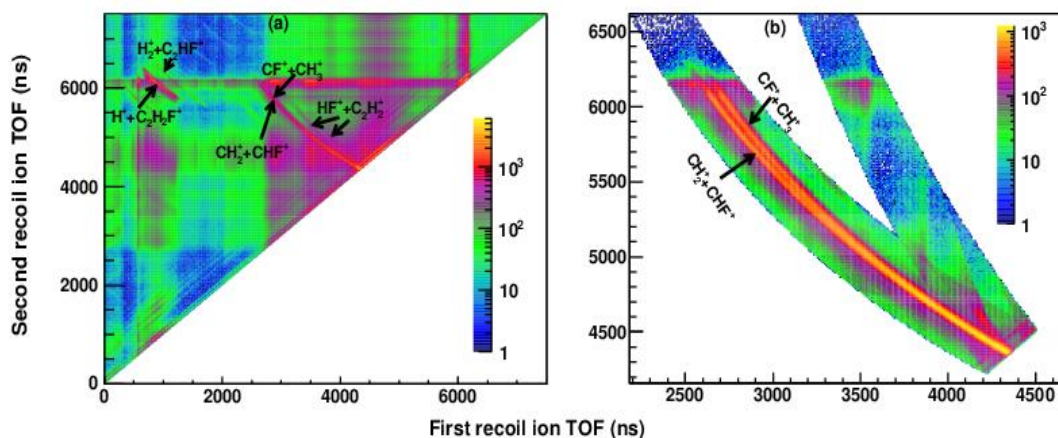 (a)
H₂⁺+C₂HF⁺
CF⁺+CH₃⁺
HF⁺+C₂H₂⁺
H⁺+C₂H₂F⁺
CH₂⁺+CHF⁺
10³
10²
10
1
6000
4000
2000
0
0 2000 4000 6000
Second recoil ion TOF (ns)
(b)
CF⁺+CH₃⁺
CH₂⁺+CHF⁺
10³
10²
10
1
6500
6000
5500
5000
4500
2500 3000 3500 4000 4500
First recoil ion TOF (ns)